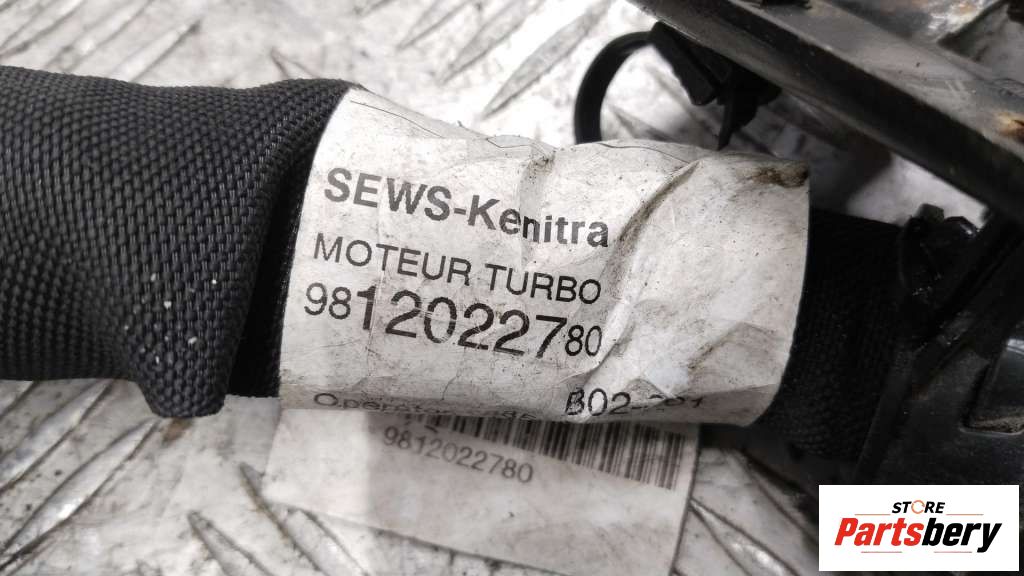 SEWS-Kenitra
MOTEUR TURBO
9812022780
B02-
9812022780
STORE
Partsbery